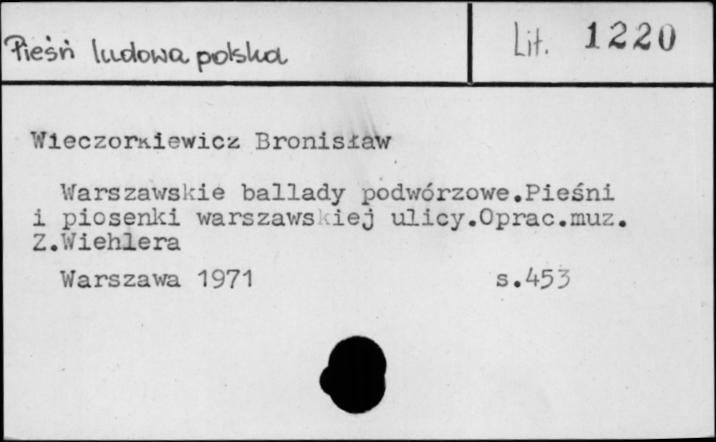 Pieśń ludowa polska
Lit. 1220
Wieczorkiewicz Bronisław
Warszawskie ballady podwórzowe.Pieśni
i piosenki warszawskiej ulicy.Oprac.muz.
Z.Wiehlera
Warszawa 1971 s.453